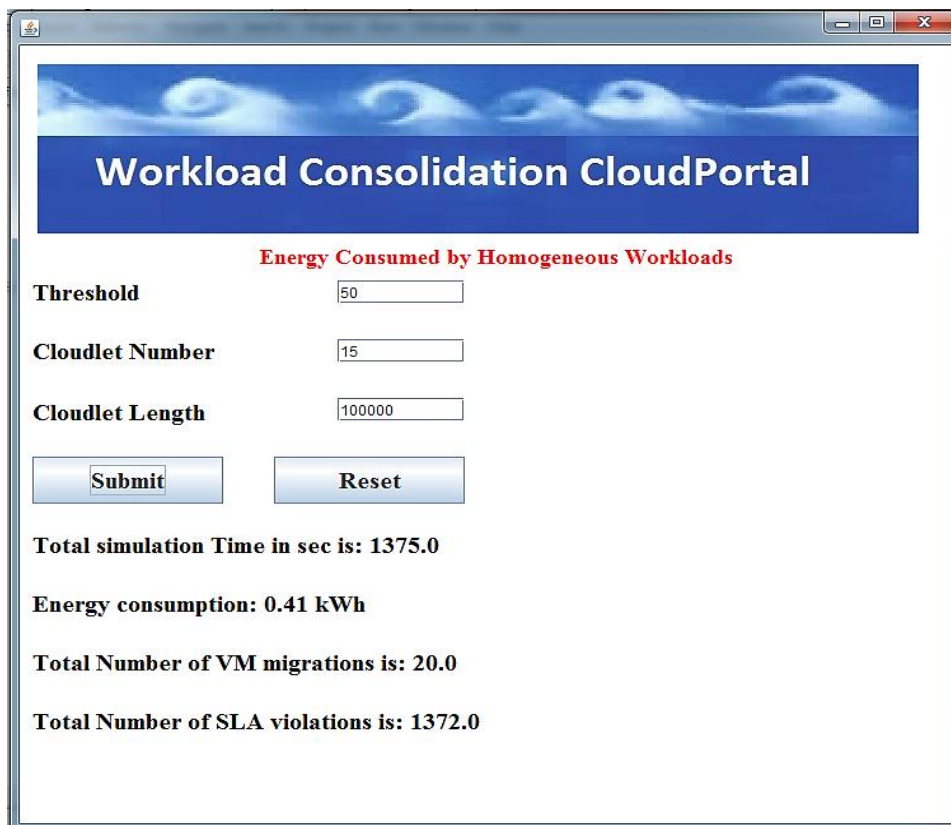 Workload Consolidation CloudPortal
Energy Consumed by Homogeneous Workloads
Threshold 50
Cloudlet Number 15
Cloudlet Length 100000
Submit Reset
Total simulation Time in sec is: 1375.0
Energy consumption: 0.41 kWh
Total Number of VM migrations is: 20.0
Total Number of SLA violations is: 1372.0